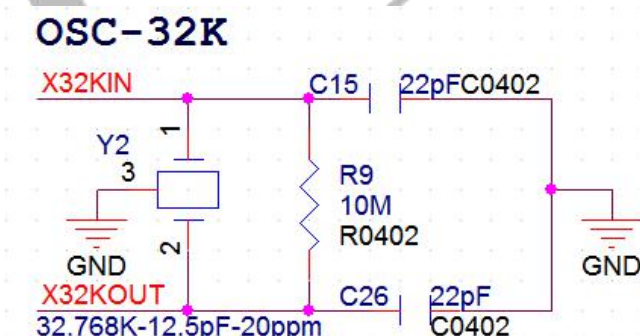 OSC-32K
X32KIN
C15
22pFC0402
1
Y2
3
R9
10M
R0402
GND
GND
2
X32KOUT
C26
22pF
32.768K-12.5pF-20ppm
C0402